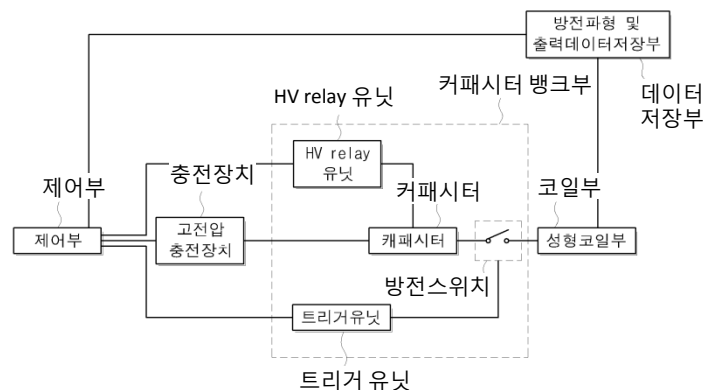 방전파형 및
출력데이터저장부
HV relay 유닛
커패시터 뱅크부
데이터
저장부
HV relay
유닛
제어부
충전장치
커패시터
코일부
제어부
고전압
충전장치
캐패시터
성형코일부
방전스위치
트리거유닛
트리거 유닛